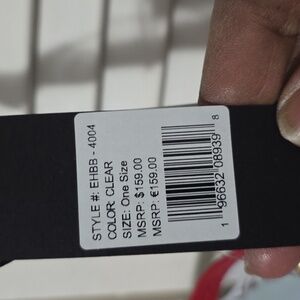 STYLE #: EHBB - 4004
COLOR: CLEAR
SIZE: One Size
MSRP: $159.00
MSRP: €159.00
1 96632 08939 8